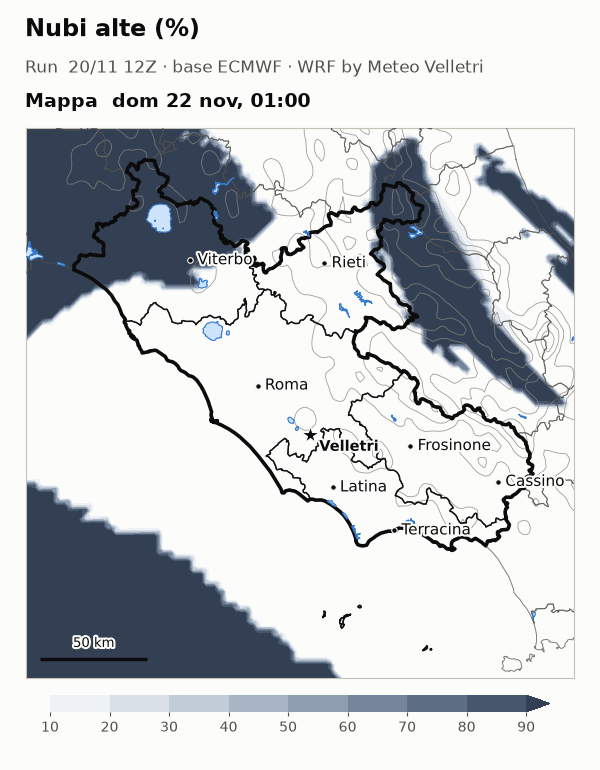 Nubi alte (%)
Run 20/11 12Z · base ECMWF · WRF by Meteo Velletri
Mappa dom 22 nov, 01:00
Viterbo
Rieti
Roma
Velletri
Frosinone
Latina
Cassino
Terracina
50 km
10 20 30 40 50 60 70 80 90